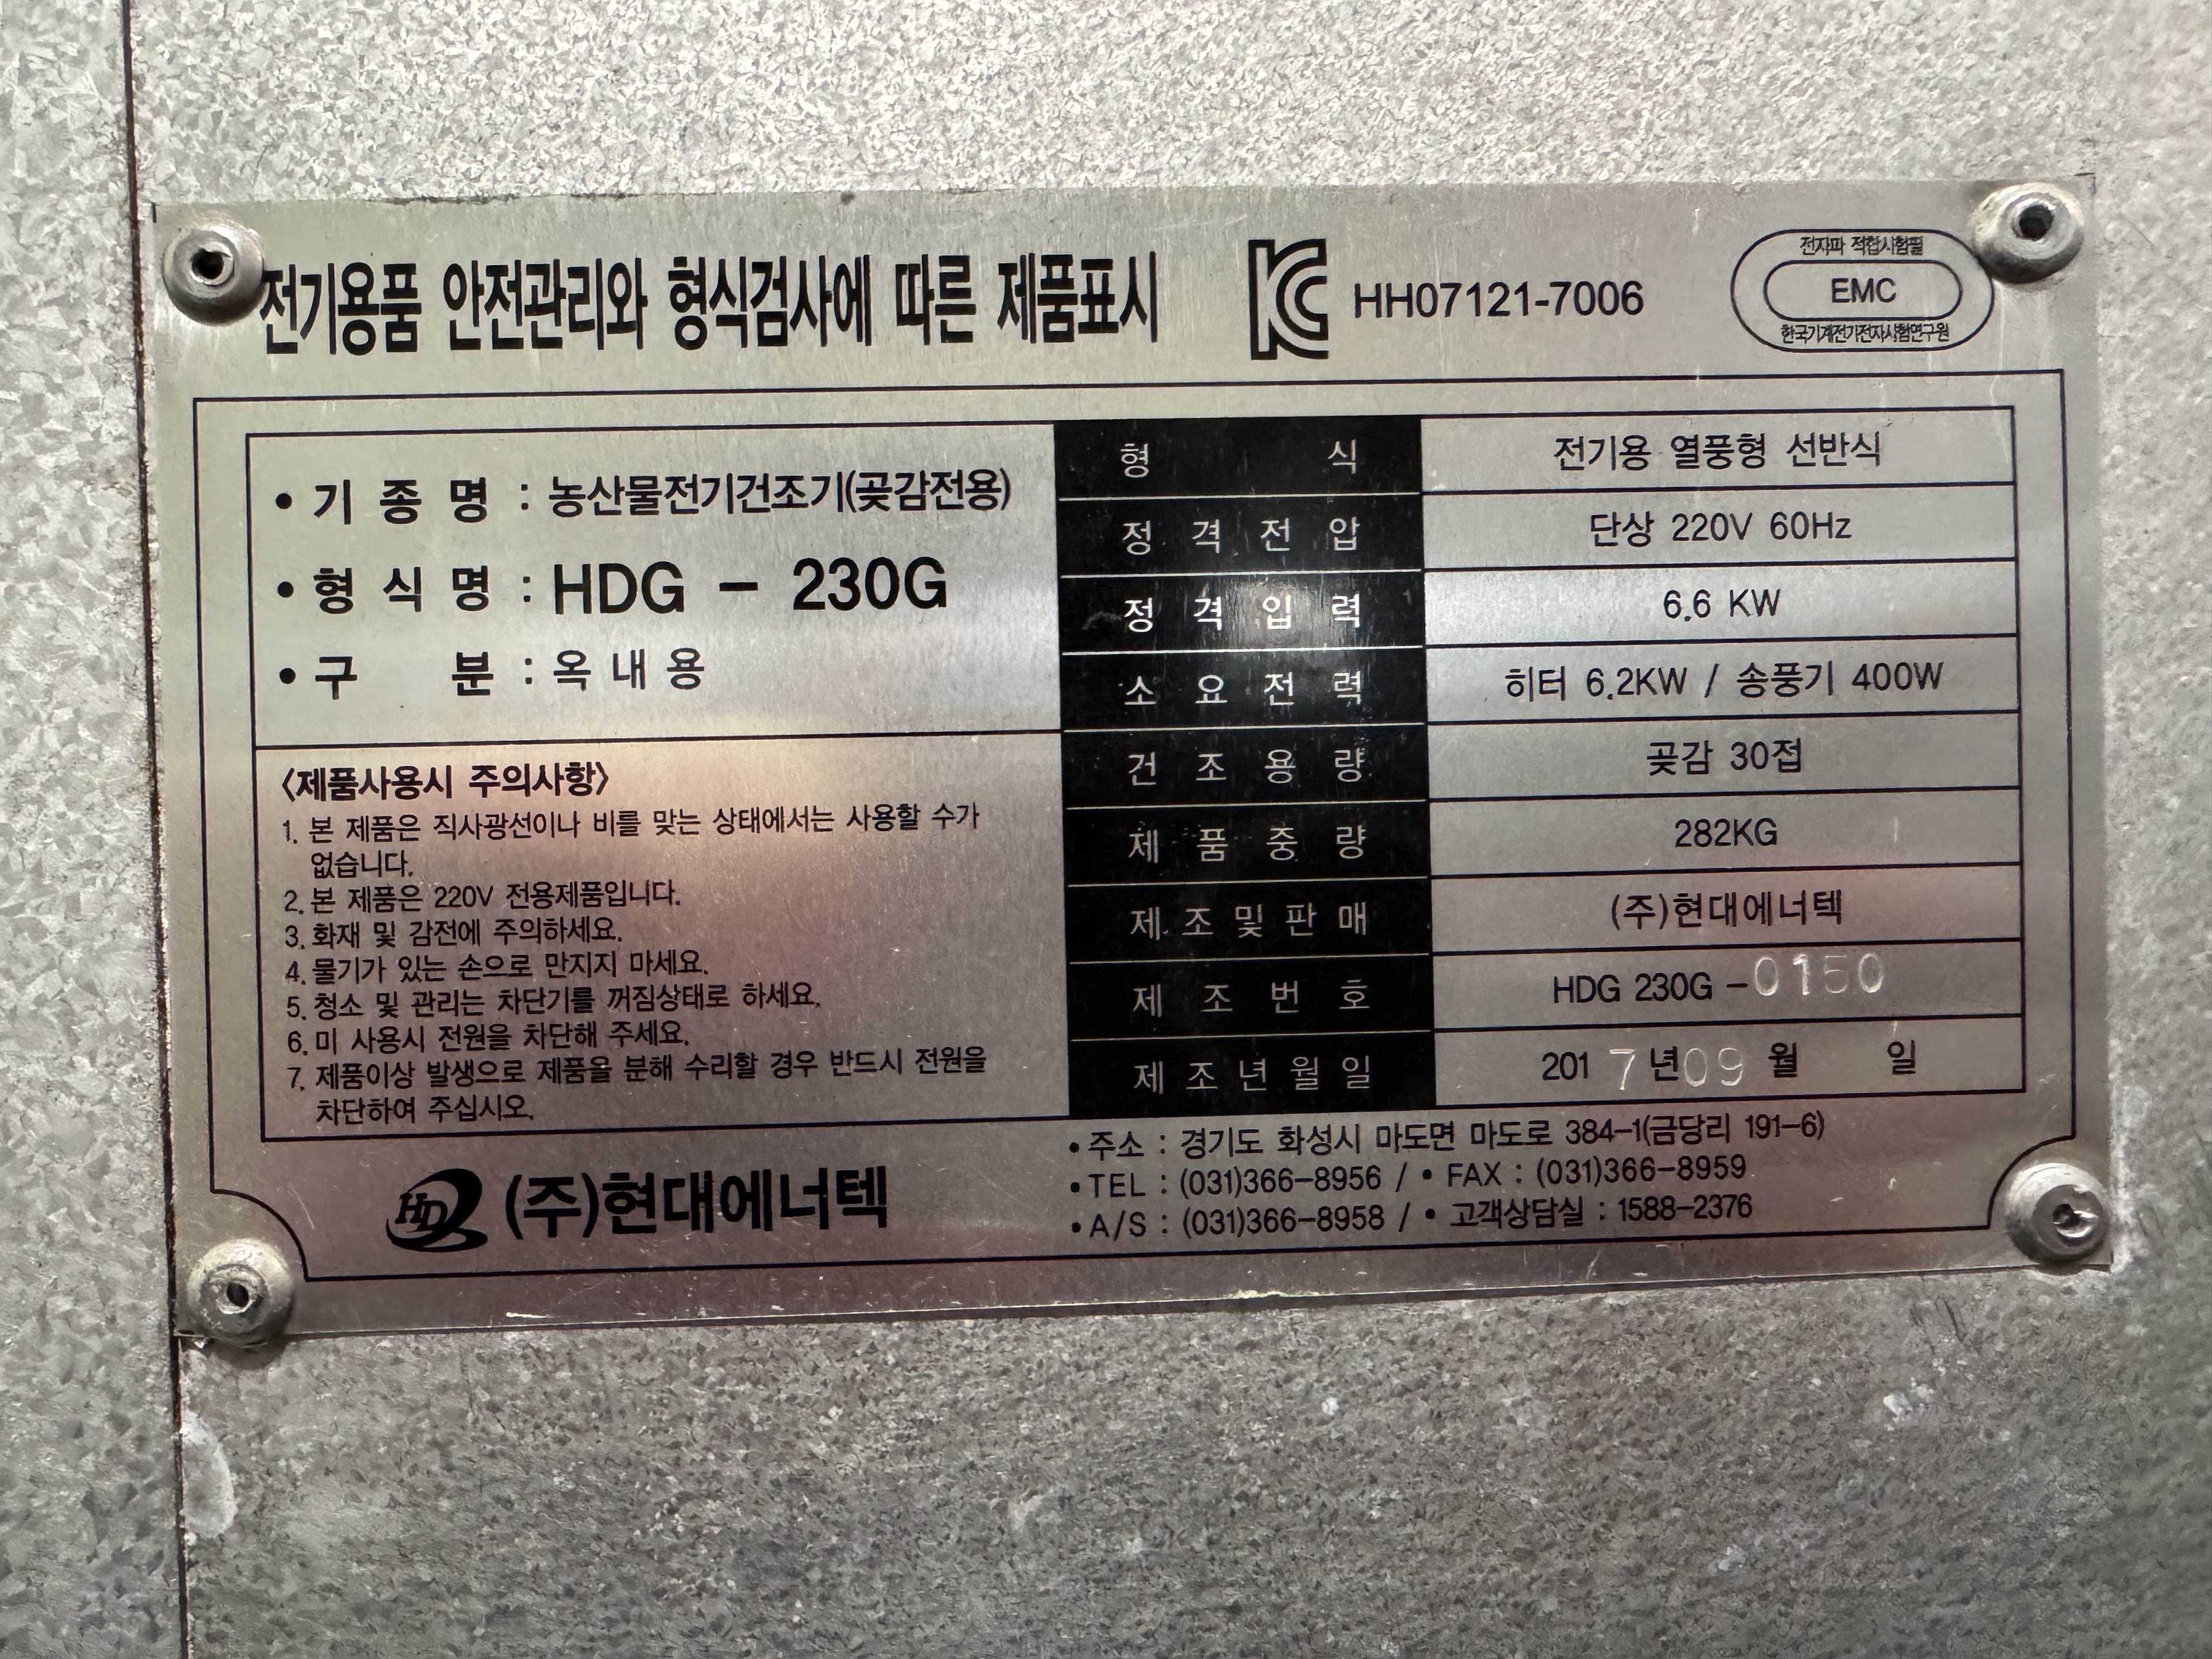 전기용품 안전관리와 형식검사에 따른 제품표시
HH07121-7006
전자파 적합시험필
EMC
한국기계전기전자시험연구원
• 기 종 명 : 농산물전기건조기(곶감전용)
• 형 식 명 : HDG - 230G
• 구 분 : 옥 내 용
<제품사용시 주의사항>
1. 본 제품은 직사광선이나 비를 맞는 상태에서는 사용할 수가
없습니다.
2. 본 제품은 220V 전용제품입니다.
3. 화재 및 감전에 주의하세요.
4. 물기가 있는 손으로 만지지 마세요.
5. 청소 및 관리는 차단기를 꺼짐상태로 하세요.
6. 미 사용시 전원을 차단해 주세요.
7. 제품이상 발생으로 제품을 분해 수리할 경우 반드시 전원을
차단하여 주십시오.
형 식 전기용 열풍형 선반식
정 격 전 압 단상 220V 60Hz
정 격 입 력 6.6 KW
소 요 전 력 히터 6.2KW / 송풍기 400W
건 조 용 량 곶감 30접
제 품 중 량 282KG
제 조 및 판 매 (주)현대에너텍
제 조 번 호 HDG 230G - 0150
제 조 년 월 일 201 7 년 09 월 일
HD (주)현대에너텍
• 주소 : 경기도 화성시 마도면 마도로 384-1(금당리 191-6)
• TEL : (031)366-8956 / • FAX : (031)366-8959
• A/S : (031)366-8958 / • 고객상담실 : 1588-2376